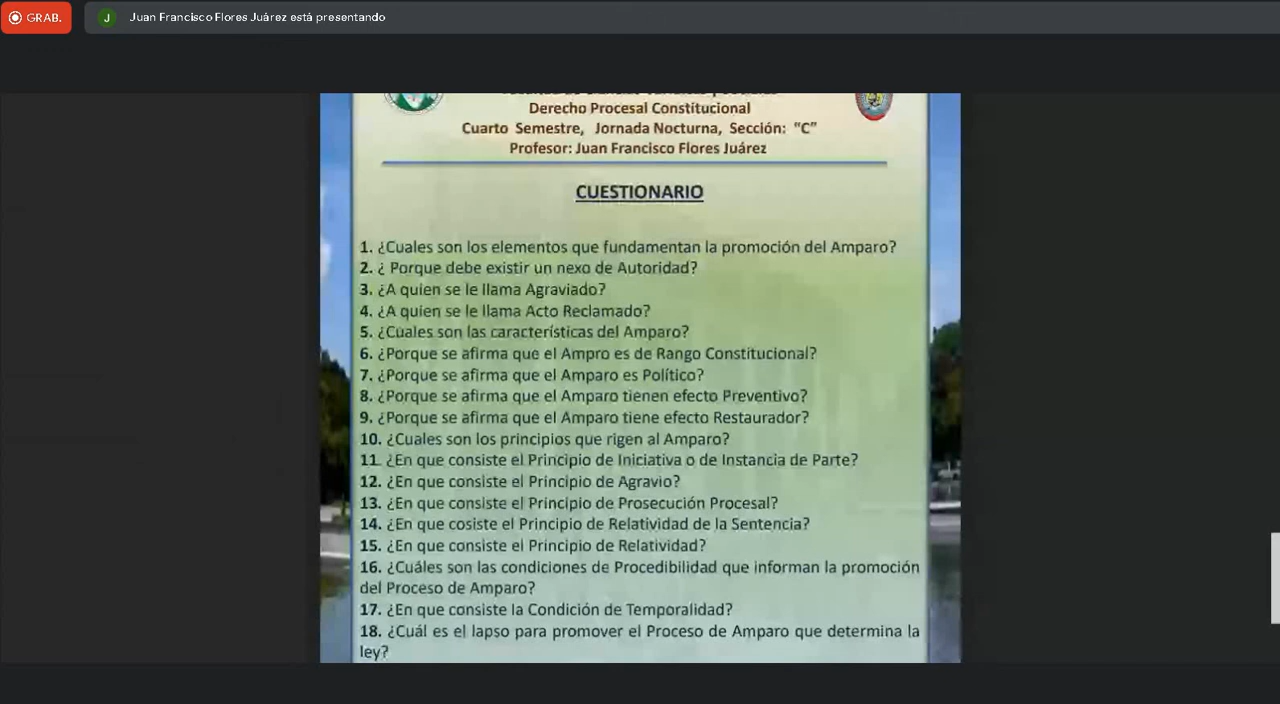 GRAB.
J
Juan Francisco Flores Juárez está presentando
Derecho Procesal Constitucional
Cuarto Semestre, Jornada Nocturna, Sección: “C”
Profesor: Juan Francisco Flores Juárez
CUESTIONARIO
1. ¿Cuales son los elementos que fundamentan la promoción del Amparo?
2. ¿ Porque debe existir un nexo de Autoridad?
3. ¿A quien se le llama Agraviado?
4. ¿A quien se le llama Acto Reclamado?
5. ¿Cuales son las características del Amparo?
6. ¿Porque se afirma que el Ampro es de Rango Constitucional?
7. ¿Porque se afirma que el Amparo es Político?
8. ¿Porque se afirma que el Amparo tienen efecto Preventivo?
9. ¿Porque se afirma que el Amparo tiene efecto Restaurador?
10. ¿Cuales son los principios que rigen al Amparo?
11. ¿En que consiste el Principio de Iniciativa o de Instancia de Parte?
12. ¿En que consiste el Principio de Agravio?
13. ¿En que consiste el Principio de Prosecución Procesal?
14. ¿En que cosiste el Principio de Relatividad de la Sentencia?
15. ¿En que consiste el Principio de Relatividad?
16. ¿Cuáles son las condiciones de Procedibilidad que informan la promoción
del Proceso de Amparo?
17. ¿En que consiste la Condición de Temporalidad?
18. ¿Cuál es el lapso para promover el Proceso de Amparo que determina la
ley?